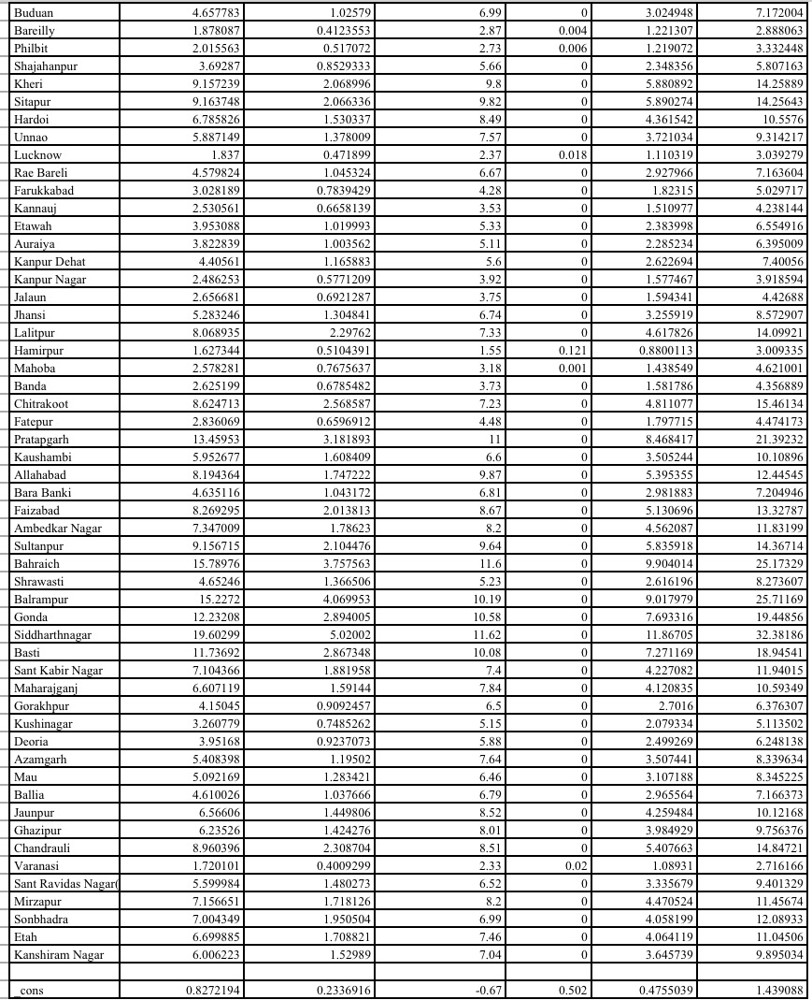 Buduan 4.657783 1.02579 6.99 0 3.024948 7.172004
Bareilly 1.878087 0.4123553 2.87 0.004 1.221307 2.888063
Philbit 2.015563 0.517072 2.73 0.006 1.219072 3.332448
Shajahanpur 3.69287 0.8529333 5.66 0 2.348356 5.807163
Kheri 9.157239 2.068996 9.8 0 5.880892 14.25889
Sitapur 9.163748 2.066336 9.82 0 5.890274 14.25643
Hardoi 6.785826 1.530337 8.49 0 4.361542 10.5576
Unnao 5.887149 1.378009 7.57 0 3.721034 9.314217
Lucknow 1.837 0.471899 2.37 0.018 1.110319 3.039279
Rae Bareli 4.579824 1.045324 6.67 0 2.927966 7.163604
Farukkabad 3.028189 0.7839429 4.28 0 1.82315 5.029717
Kannauj 2.530561 0.6658139 3.53 0 1.510977 4.238144
Etawah 3.953088 1.019993 5.33 0 2.383998 6.554916
Auraiya 3.822839 1.003562 5.11 0 2.285234 6.395009
Kanpur Dehat 4.40561 1.165883 5.6 0 2.622694 7.40056
Kanpur Nagar 2.486253 0.5771209 3.92 0 1.577467 3.918594
Jalaun 2.656681 0.6921287 3.75 0 1.594341 4.42688
Jhansi 5.283246 1.304841 6.74 0 3.255919 8.572907
Lalitpur 8.068935 2.29762 7.33 0 4.617826 14.09921
Hamirpur 1.627344 0.5104391 1.55 0.121 0.8800113 3.009335
Mahoba 2.578281 0.7675637 3.18 0.001 1.438549 4.621001
Banda 2.625199 0.6785482 3.73 0 1.581786 4.356889
Chitrakoot 8.624713 2.568587 7.23 0 4.811077 15.46134
Fatepur 2.836069 0.6596912 4.48 0 1.797715 4.474173
Pratapgarh 13.45953 3.181893 11 0 8.468417 21.39232
Kaushambi 5.952677 1.608409 6.6 0 3.505244 10.10896
Allahabad 8.194364 1.747222 9.87 0 5.395355 12.44545
Bara Banki 4.635116 1.043172 6.81 0 2.981883 7.204946
Faizabad 8.269295 2.013813 8.67 0 5.130696 13.32787
Ambedkar Nagar 7.347009 1.78623 8.2 0 4.562087 11.83199
Sultanpur 9.156715 2.104476 9.64 0 5.835918 14.36714
Bahraich 15.78976 3.757563 11.6 0 9.904014 25.17329
Shrawasti 4.65246 1.366506 5.23 0 2.616196 8.273607
Balrampur 15.2272 4.069953 10.19 0 9.017979 25.71169
Gonda 12.23208 2.894005 10.58 0 7.693316 19.44856
Siddharthnagar 19.60299 5.02002 11.62 0 11.86705 32.38186
Basti 11.73692 2.867348 10.08 0 7.271169 18.94541
Sant Kabir Nagar 7.104366 1.881958 7.4 0 4.227082 11.94015
Maharajganj 6.607119 1.59144 7.84 0 4.120835 10.59349
Gorakhpur 4.15045 0.9092457 6.5 0 2.7016 6.376307
Kushinagar 3.260779 0.7485262 5.15 0 2.079334 5.113502
Deoria 3.95168 0.9237073 5.88 0 2.499269 6.248138
Azamgarh 5.408398 1.19502 7.64 0 3.507441 8.339634
Mau 5.092169 1.283421 6.46 0 3.107188 8.345225
Ballia 4.610026 1.037666 6.79 0 2.965564 7.166373
Jaunpur 6.56606 1.449806 8.52 0 4.259484 10.12168
Ghazipur 6.23526 1.424276 8.01 0 3.984929 9.756376
Chandrauli 8.960396 2.308704 8.51 0 5.407663 14.84721
Varanasi 1.720101 0.4009299 2.33 0.02 1.08931 2.716166
Sant Ravidas Nagar( 5.599984 1.480273 6.52 0 3.335679 9.401329
Mirzapur 7.156651 1.718126 8.2 0 4.470524 11.45674
Sonbhadra 7.004349 1.950504 6.99 0 4.058199 12.08933
Etah 6.699885 1.708821 7.46 0 4.064119 11.04506
Kanshiram Nagar 6.006223 1.52989 7.04 0 3.645739 9.895034
_cons 0.8272194 0.2336916 -0.67 0.502 0.4755039 1.439088